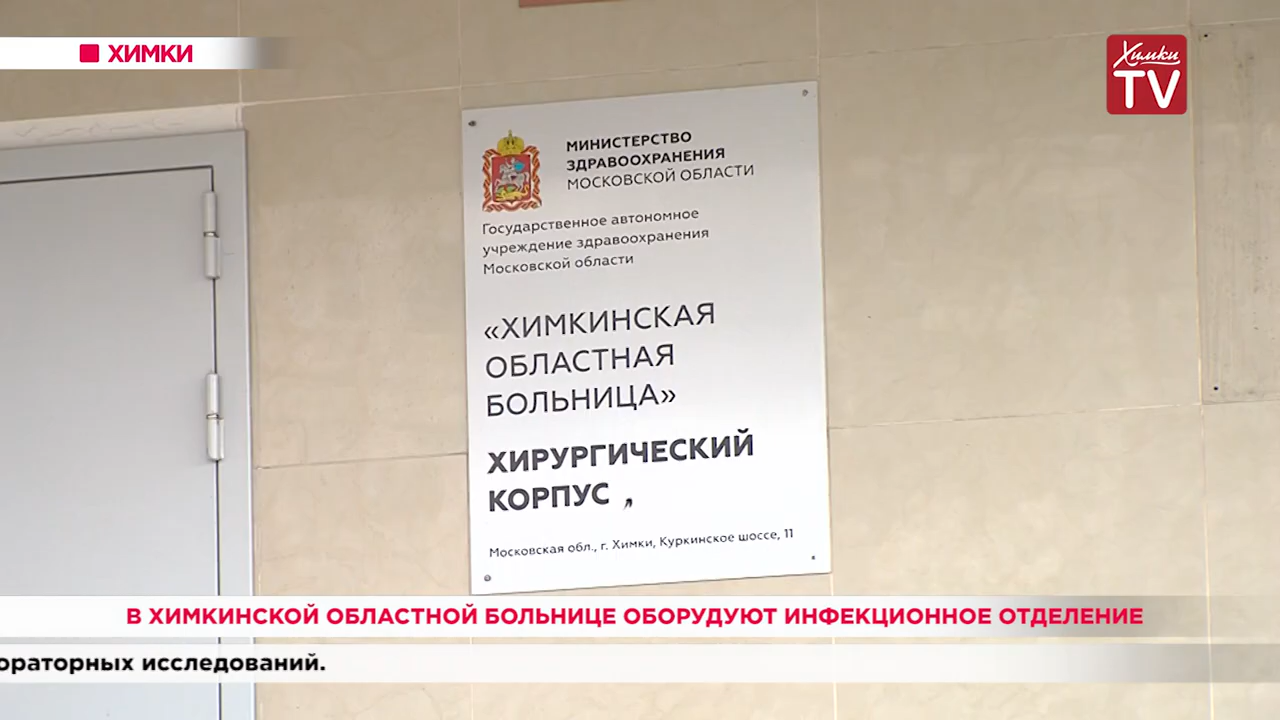 ХИМКИ
Химки
TV
МИНИСТЕРСТВО
ЗДРАВООХРАНЕНИЯ
МОСКОВСКОЙ ОБЛАСТИ
Государственное автономное
учреждение здравоохранения
Московской области
«ХИМКИНСКАЯ
ОБЛАСТНАЯ
БОЛЬНИЦА»
ХИРУРГИЧЕСКИЙ
КОРПУС
Московская обл., г. Химки, Куркинское шоссе, 11
В ХИМКИНСКОЙ ОБЛАСТНОЙ БОЛЬНИЦЕ ОБОРУДУЮТ ИНФЕКЦИОННОЕ ОТДЕЛЕНИЕ
ораторных исследований.